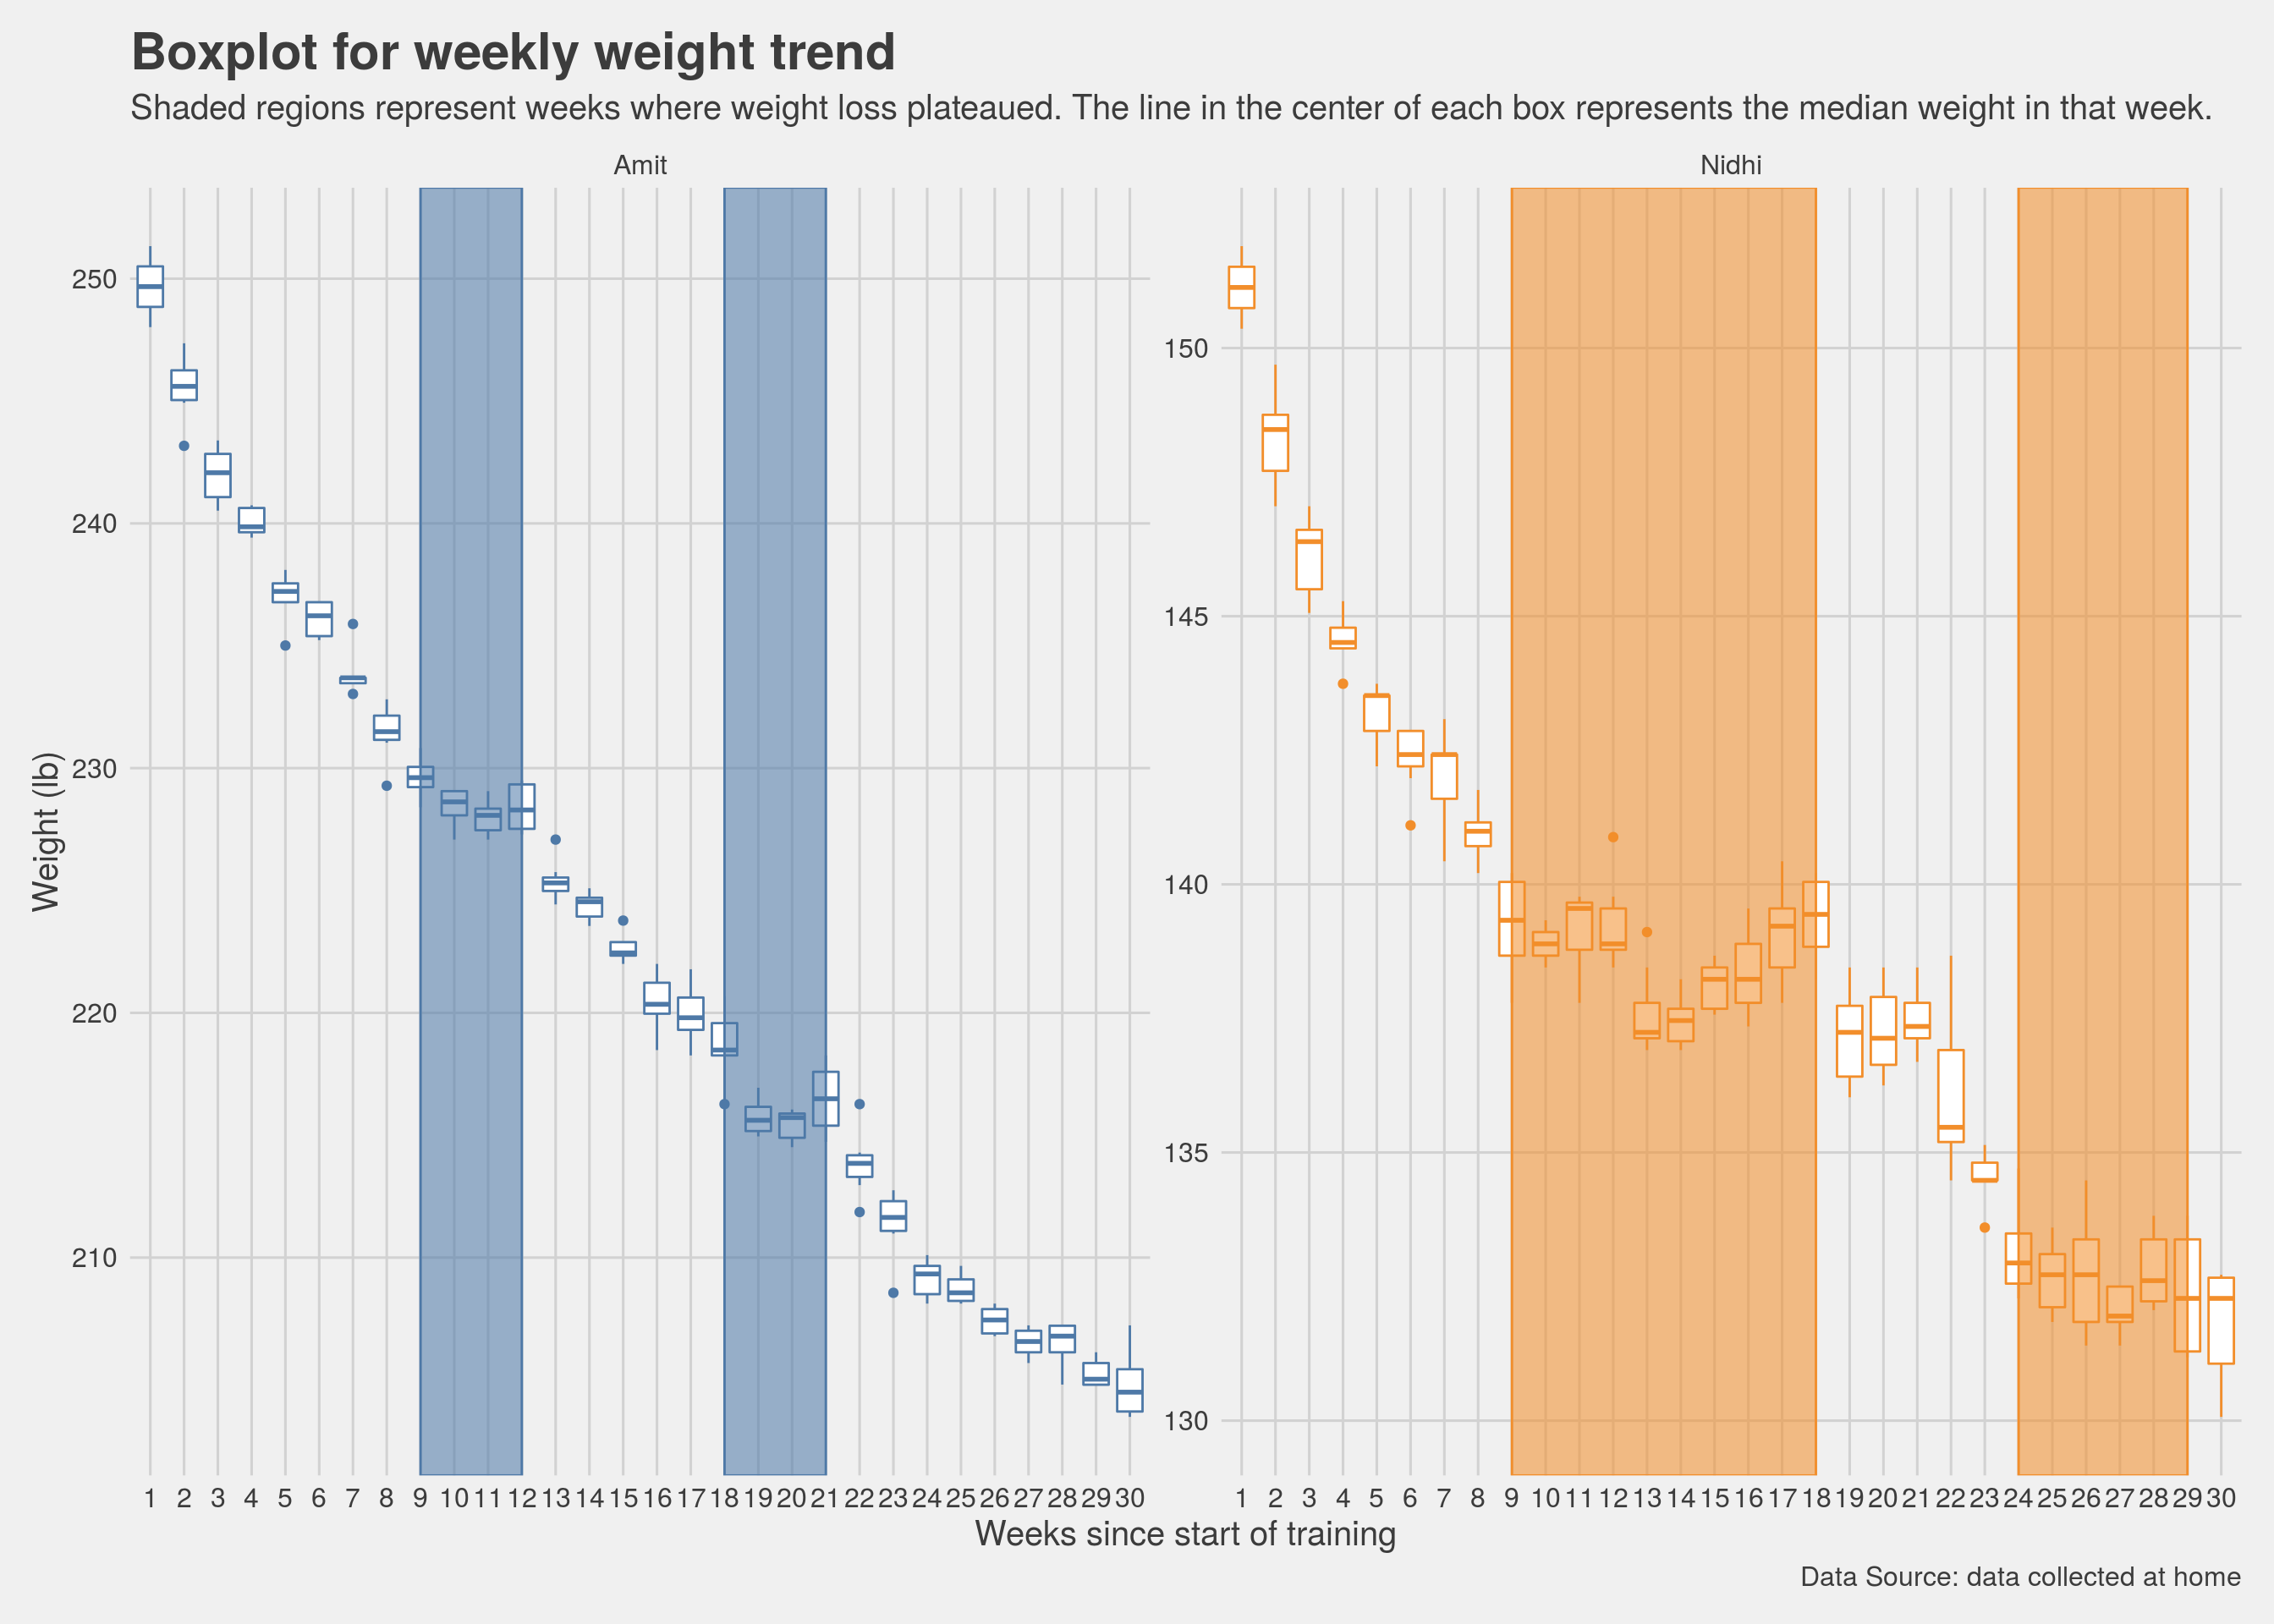 Boxplot for weekly weight trend
Shaded regions represent weeks where weight loss plateaued. The line in the center of each box represents the median weight in that week.
Amit
Nidhi
250
240
230
220
210
150
145
140
135
130
Weight (lb)
1 2 3 4 5 6 7 8 9 10 11 12 13 14 15 16 17 18 19 20 21 22 23 24 25 26 27 28 29 30
1 2 3 4 5 6 7 8 9 10 11 12 13 14 15 16 17 18 19 20 21 22 23 24 25 26 27 28 29 30
Weeks since start of training
Data Source: data collected at home